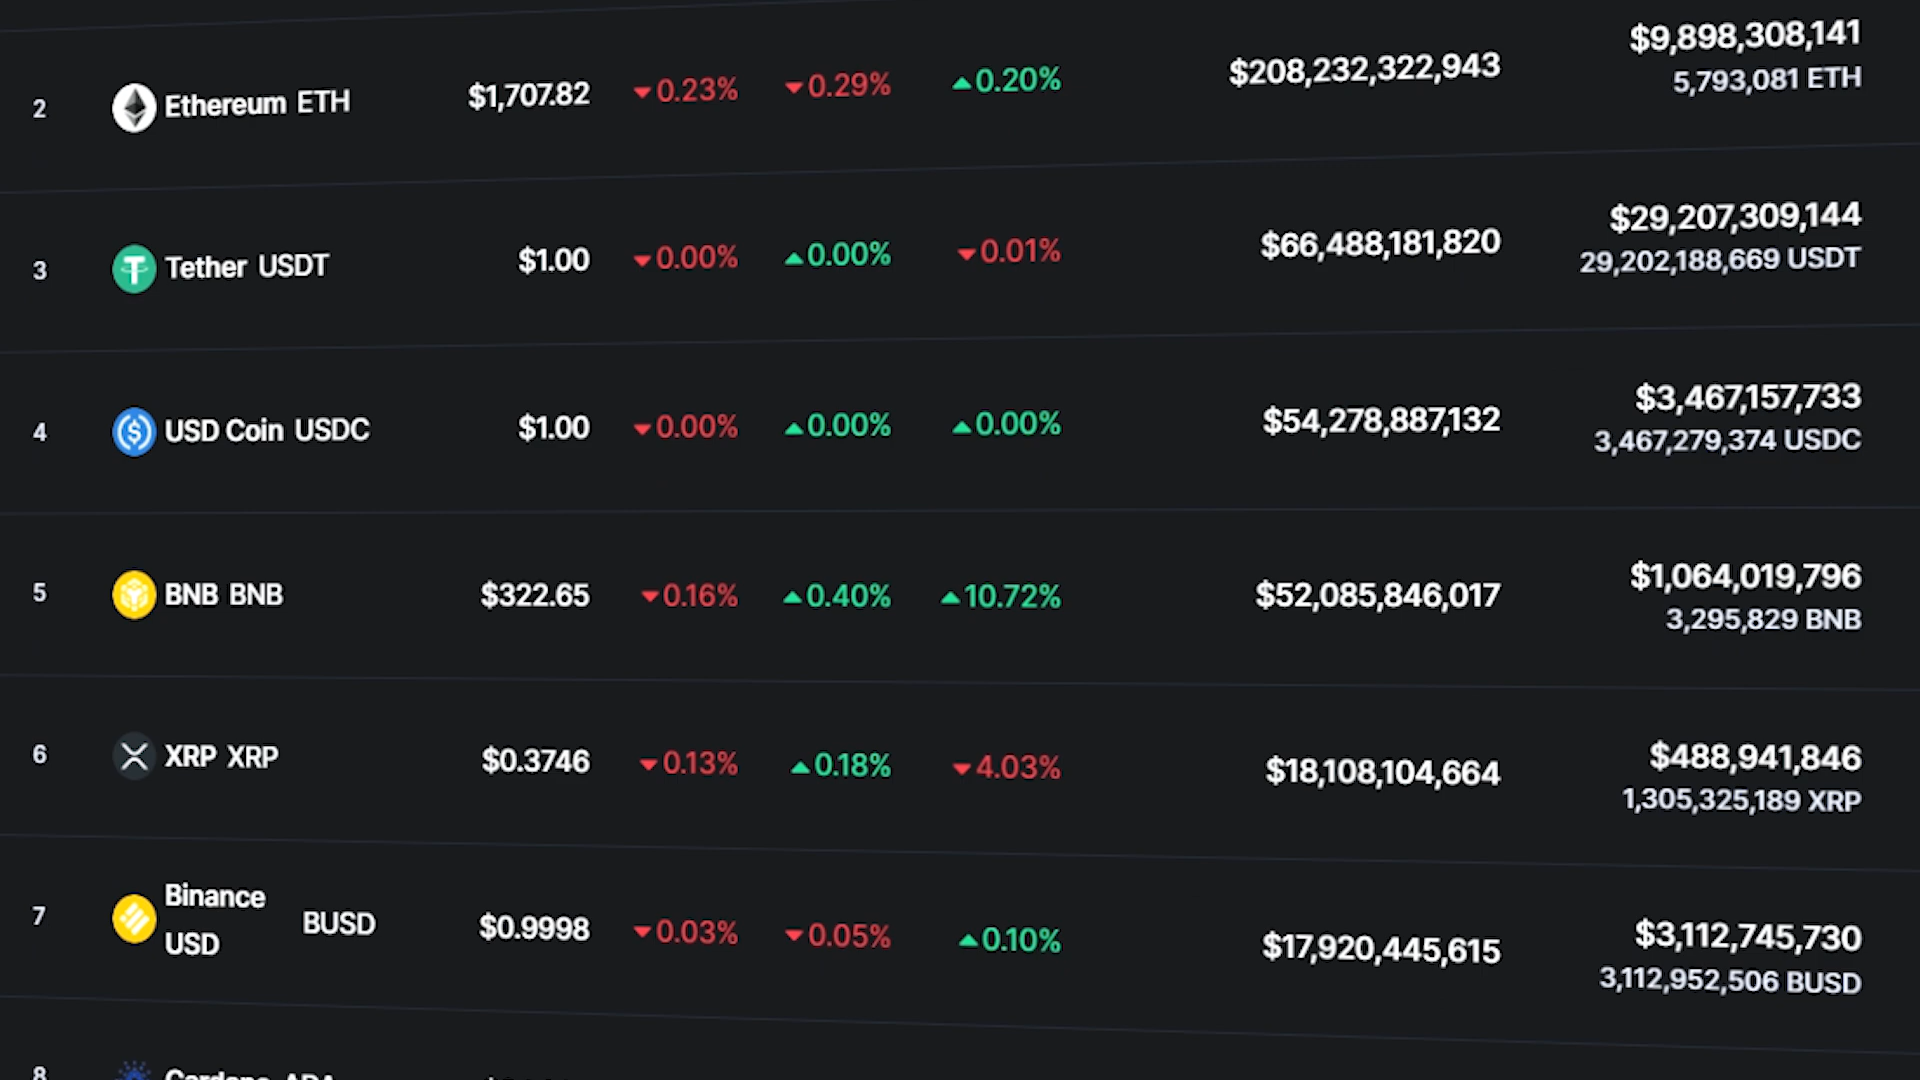 2 Ethereum ETH $1,707.82 0.23% 0.29% 0.20% $208,232,322,943 $9,898,308,141
5,793,081 ETH
3 Tether USDT $1.00 0.00% 0.00% 0.01% $66,488,181,820 $29,207,309,144
29,202,188,669 USDT
4 USD Coin USDC $1.00 0.00% 0.00% 0.00% $54,278,887,132 $3,467,157,733
3,467,279,374 USDC
5 BNB BNB $322.65 0.16% 0.40% 10.72% $52,085,846,017 $1,064,019,796
3,295,829 BNB
6 XRP XRP $0.3746 0.13% 0.18% 4.03% $18,108,104,664 $488,941,846
1,305,325,189 XRP
7 Binance USD BUSD $0.9998 0.03% 0.05% 0.10% $17,920,445,615 $3,112,745,730
3,112,952,506 BUSD
8 Cardano ADA